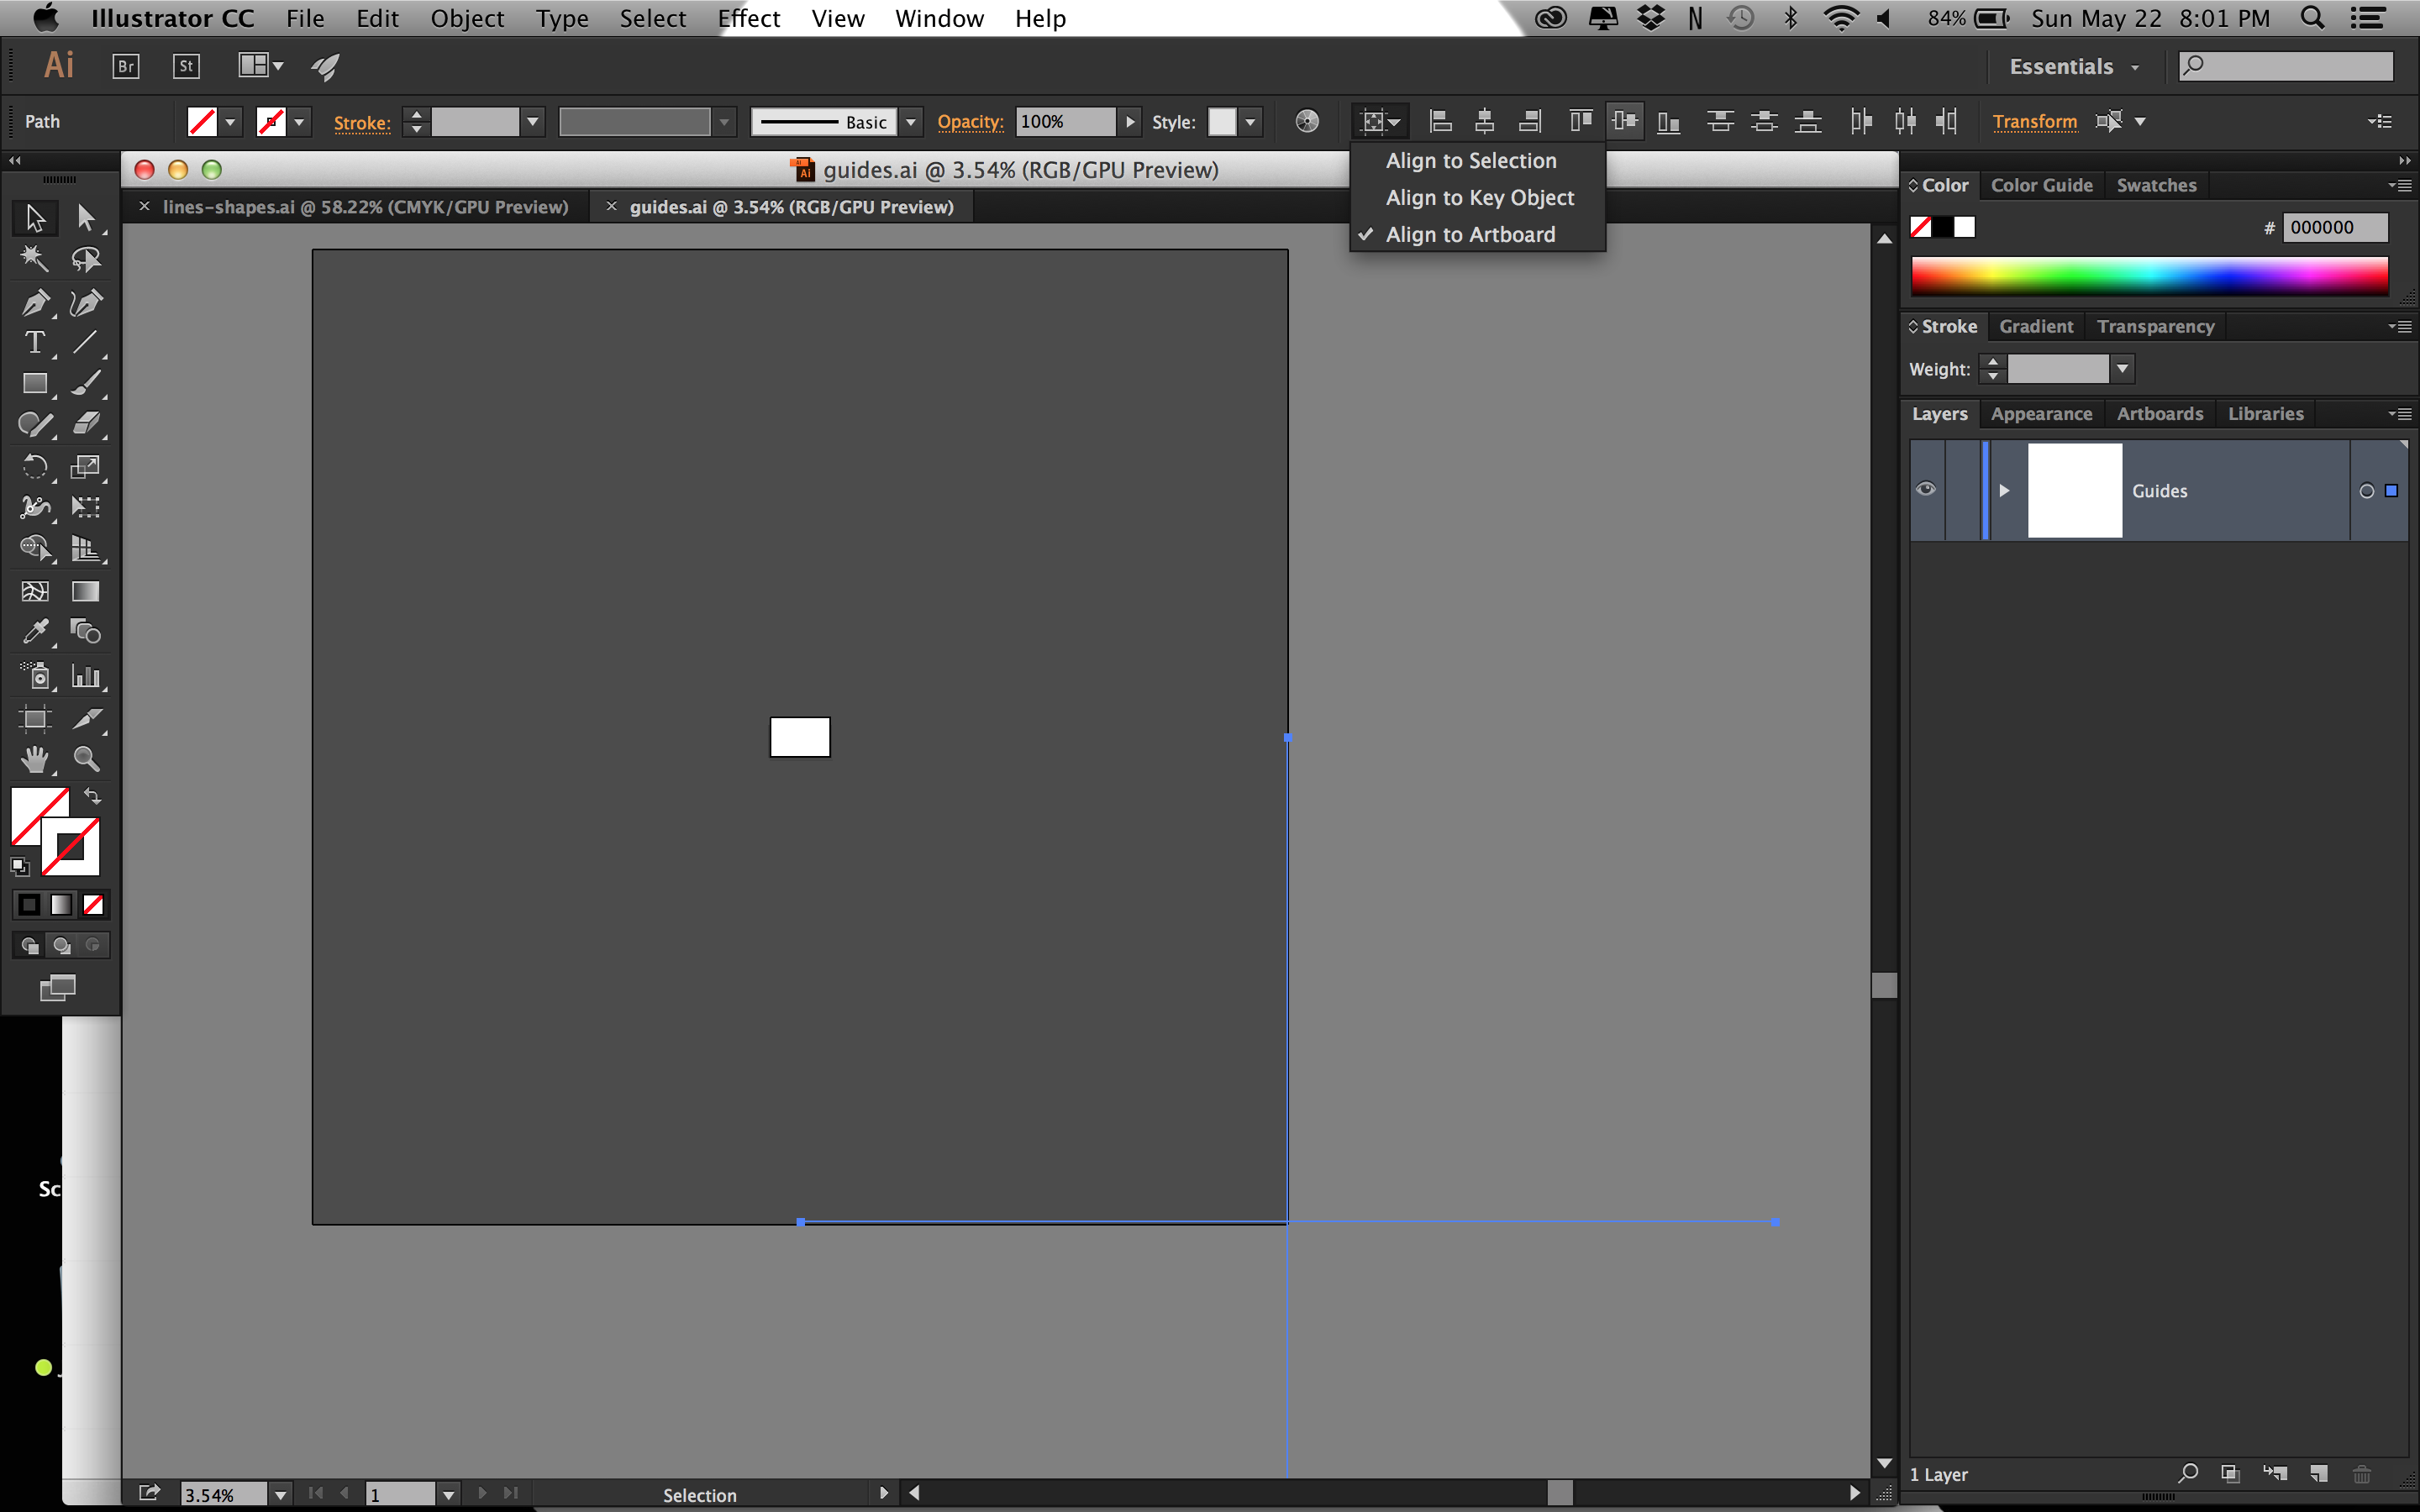 Illustrator CC File Edit Object Type Select Effect View Window Help
N 84% Sun May 22 8:01 PM
Ai Br St Essentials
Path Stroke: Basic Opacity: 100% Style: Transform
guides.ai @ 3.54% (RGB/GPU Preview)
Align to Selection
Align to Key Object
Align to Artboard
× lines-shapes.ai @ 58.22% (CMYK/GPU Preview) × guides.ai @ 3.54% (RGB/GPU Preview)
Color Color Guide Swatches
# 000000
Stroke Gradient Transparency
Weight:
Layers Appearance Artboards Libraries
Guides
T
Sc
1 Layer
3.54% 1 Selection